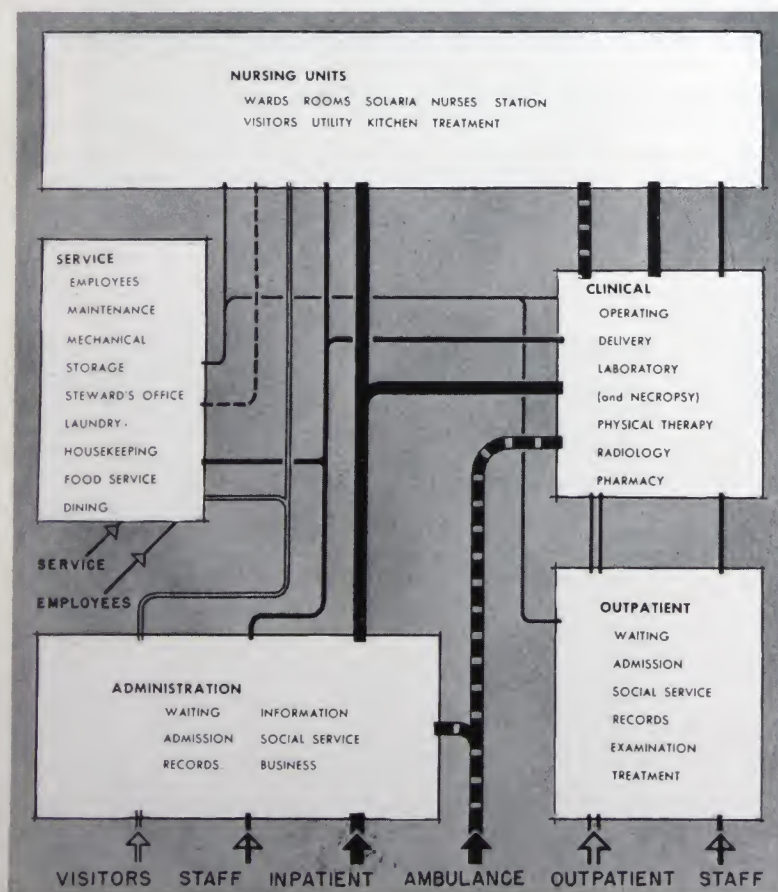 NURSING UNITS
WARDS ROOMS SOLARIA NURSES STATION
VISITORS UTILITY KITCHEN TREATMENT
SERVICE
EMPLOYEES
MAINTENANCE
MECHANICAL
STORAGE
STEWARD'S OFFICE
LAUNDRY
HOUSEKEEPING
FOOD SERVICE
DINING
SERVICE
EMPLOYEES
CLINICAL
OPERATING
DELIVERY
LABORATORY
(and NECROPSY)
PHYSICAL THERAPY
RADIOLOGY
PHARMACY
ADMINISTRATION
WAITING INFORMATION
ADMISSION SOCIAL SERVICE
RECORDS BUSINESS
OUTPATIENT
WAITING
ADMISSION
SOCIAL SERVICE
RECORDS
EXAMINATION
TREATMENT
VISITORS STAFF INPATIENT AMBULANCE OUTPATIENT STAFF